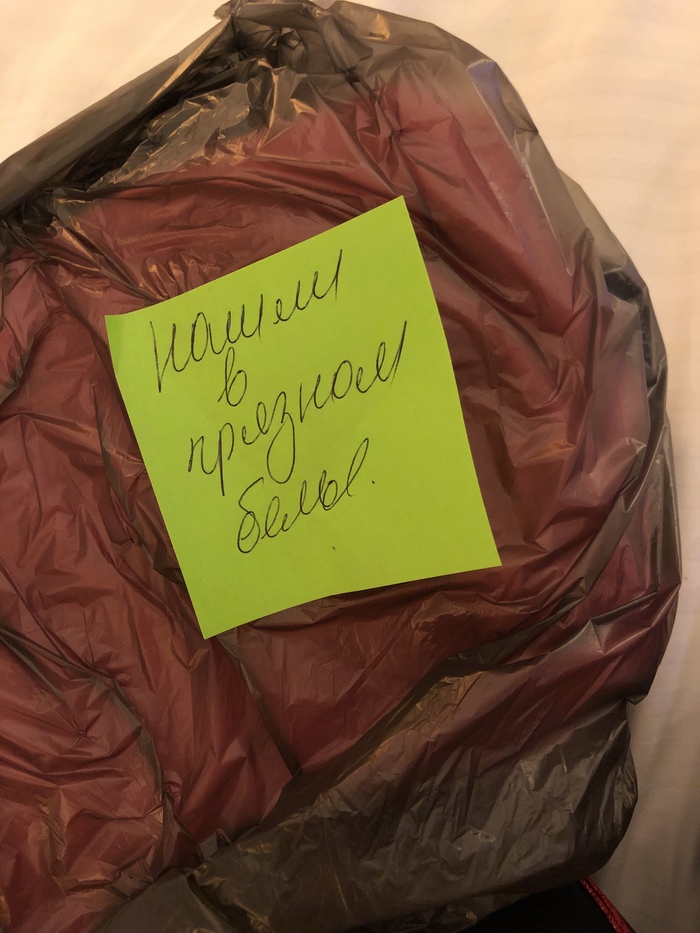 нашли
в
грязном
белье.